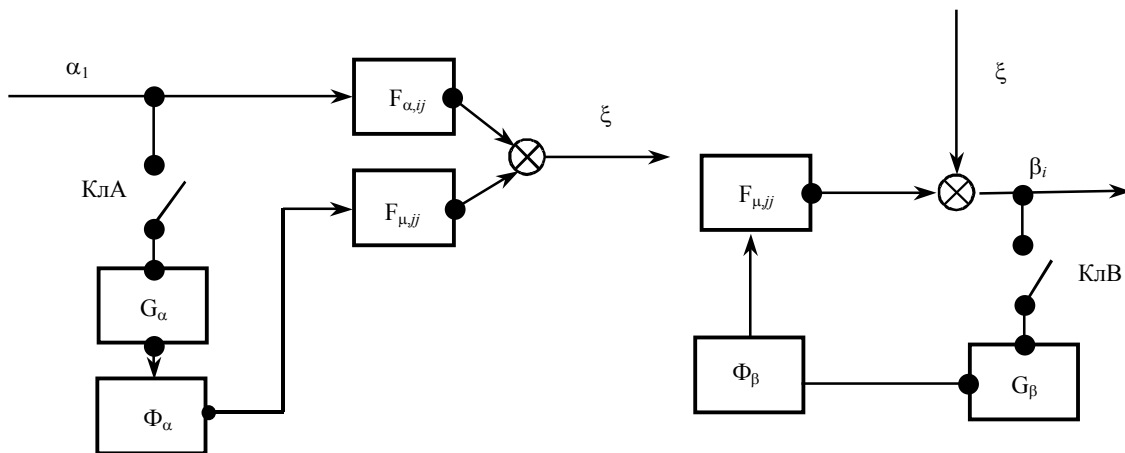 α₁
F_α,ij
ξ
КлА
F_μ,jj
G_α
Φ_α
ξ
β_i
F_μ,jj
КлВ
Φ_β
G_β